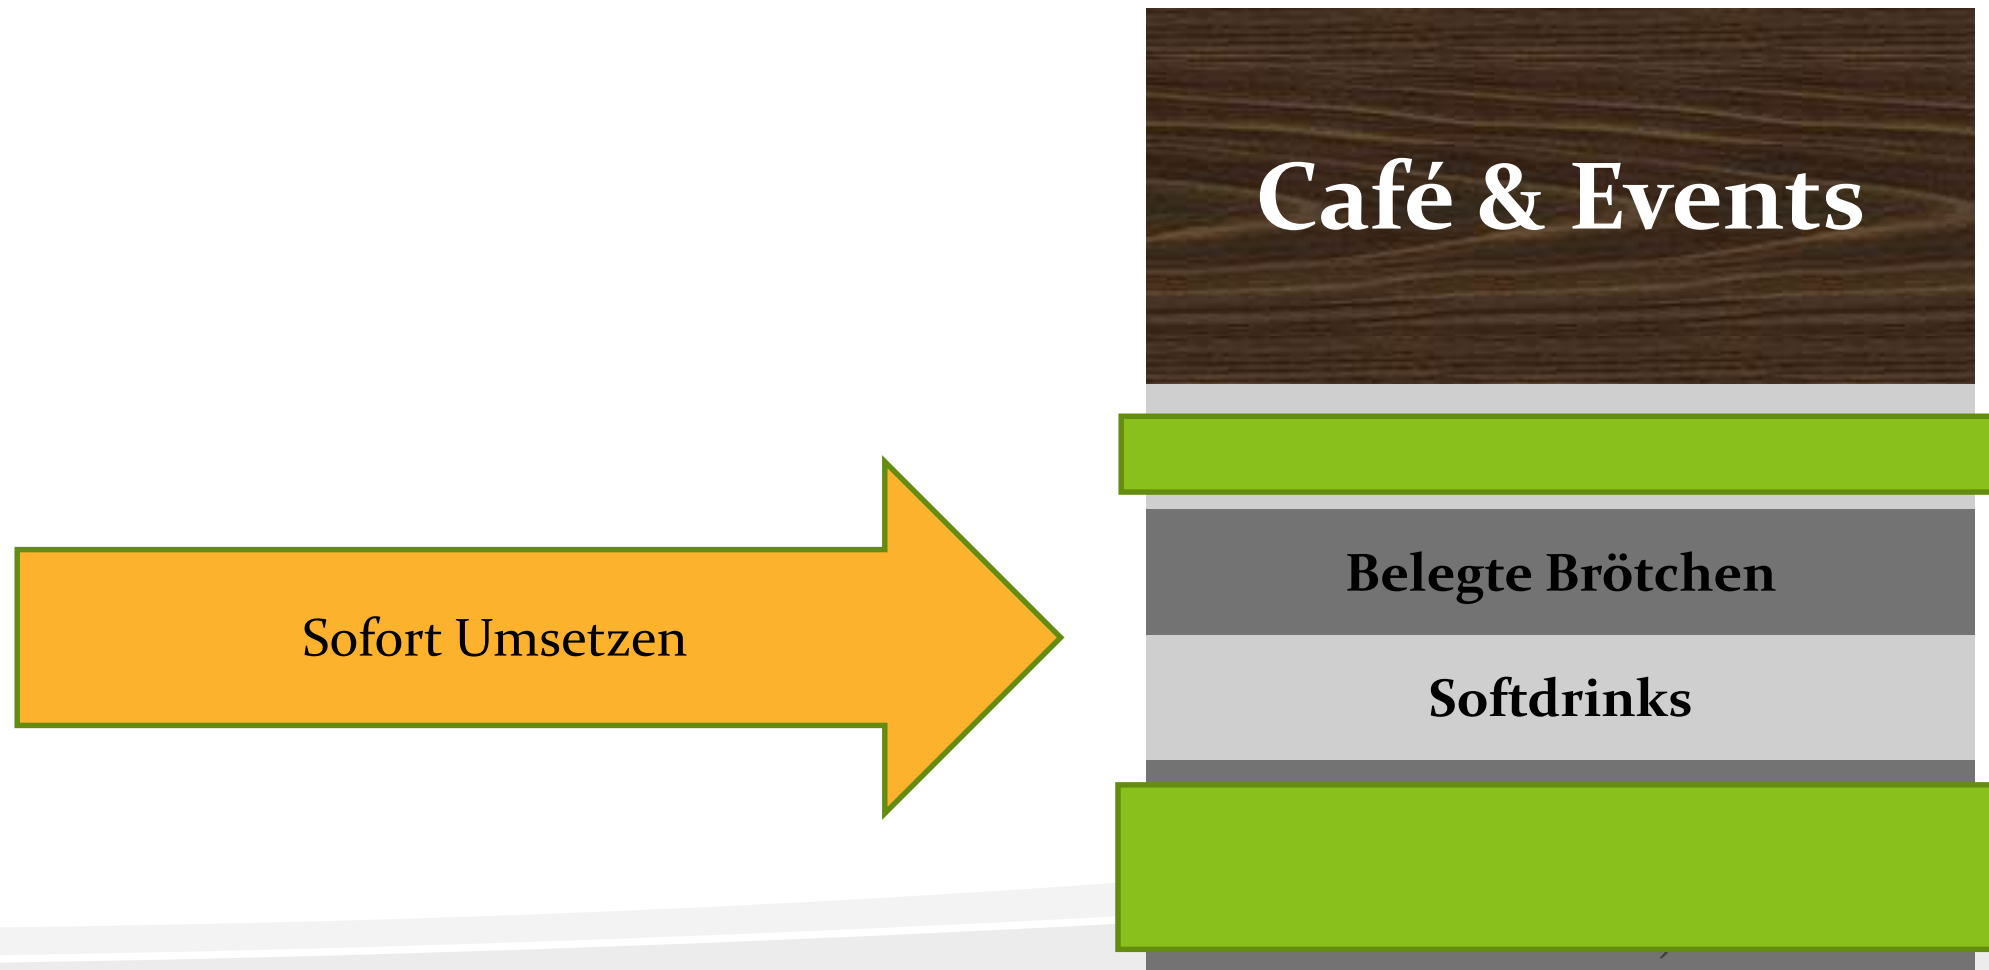 Café & Events
Belegte Brötchen
Sofort Umsetzen
Softdrinks